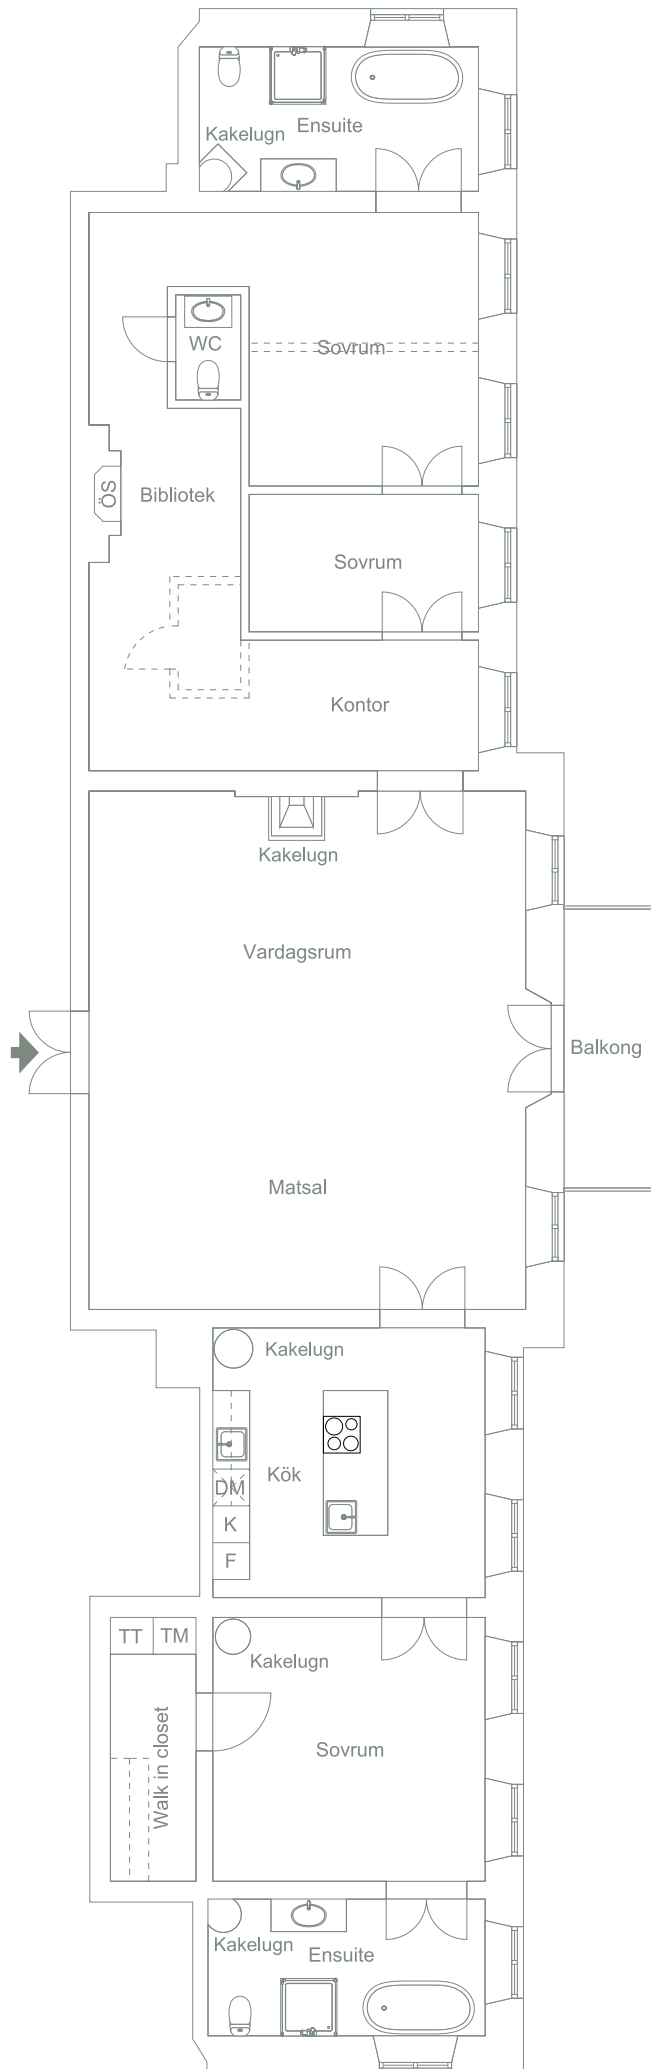 Ensuite
Kakelugn
WC
Sovrum
ÖS
Bibliotek
Sovrum
Kontor
Kakelugn
Vardagsrum
Balkong
Matsal
Kakelugn
Kök
DM
K
F
TT
TM
Kakelugn
Walk in closet
Sovrum
Kakelugn
Ensuite